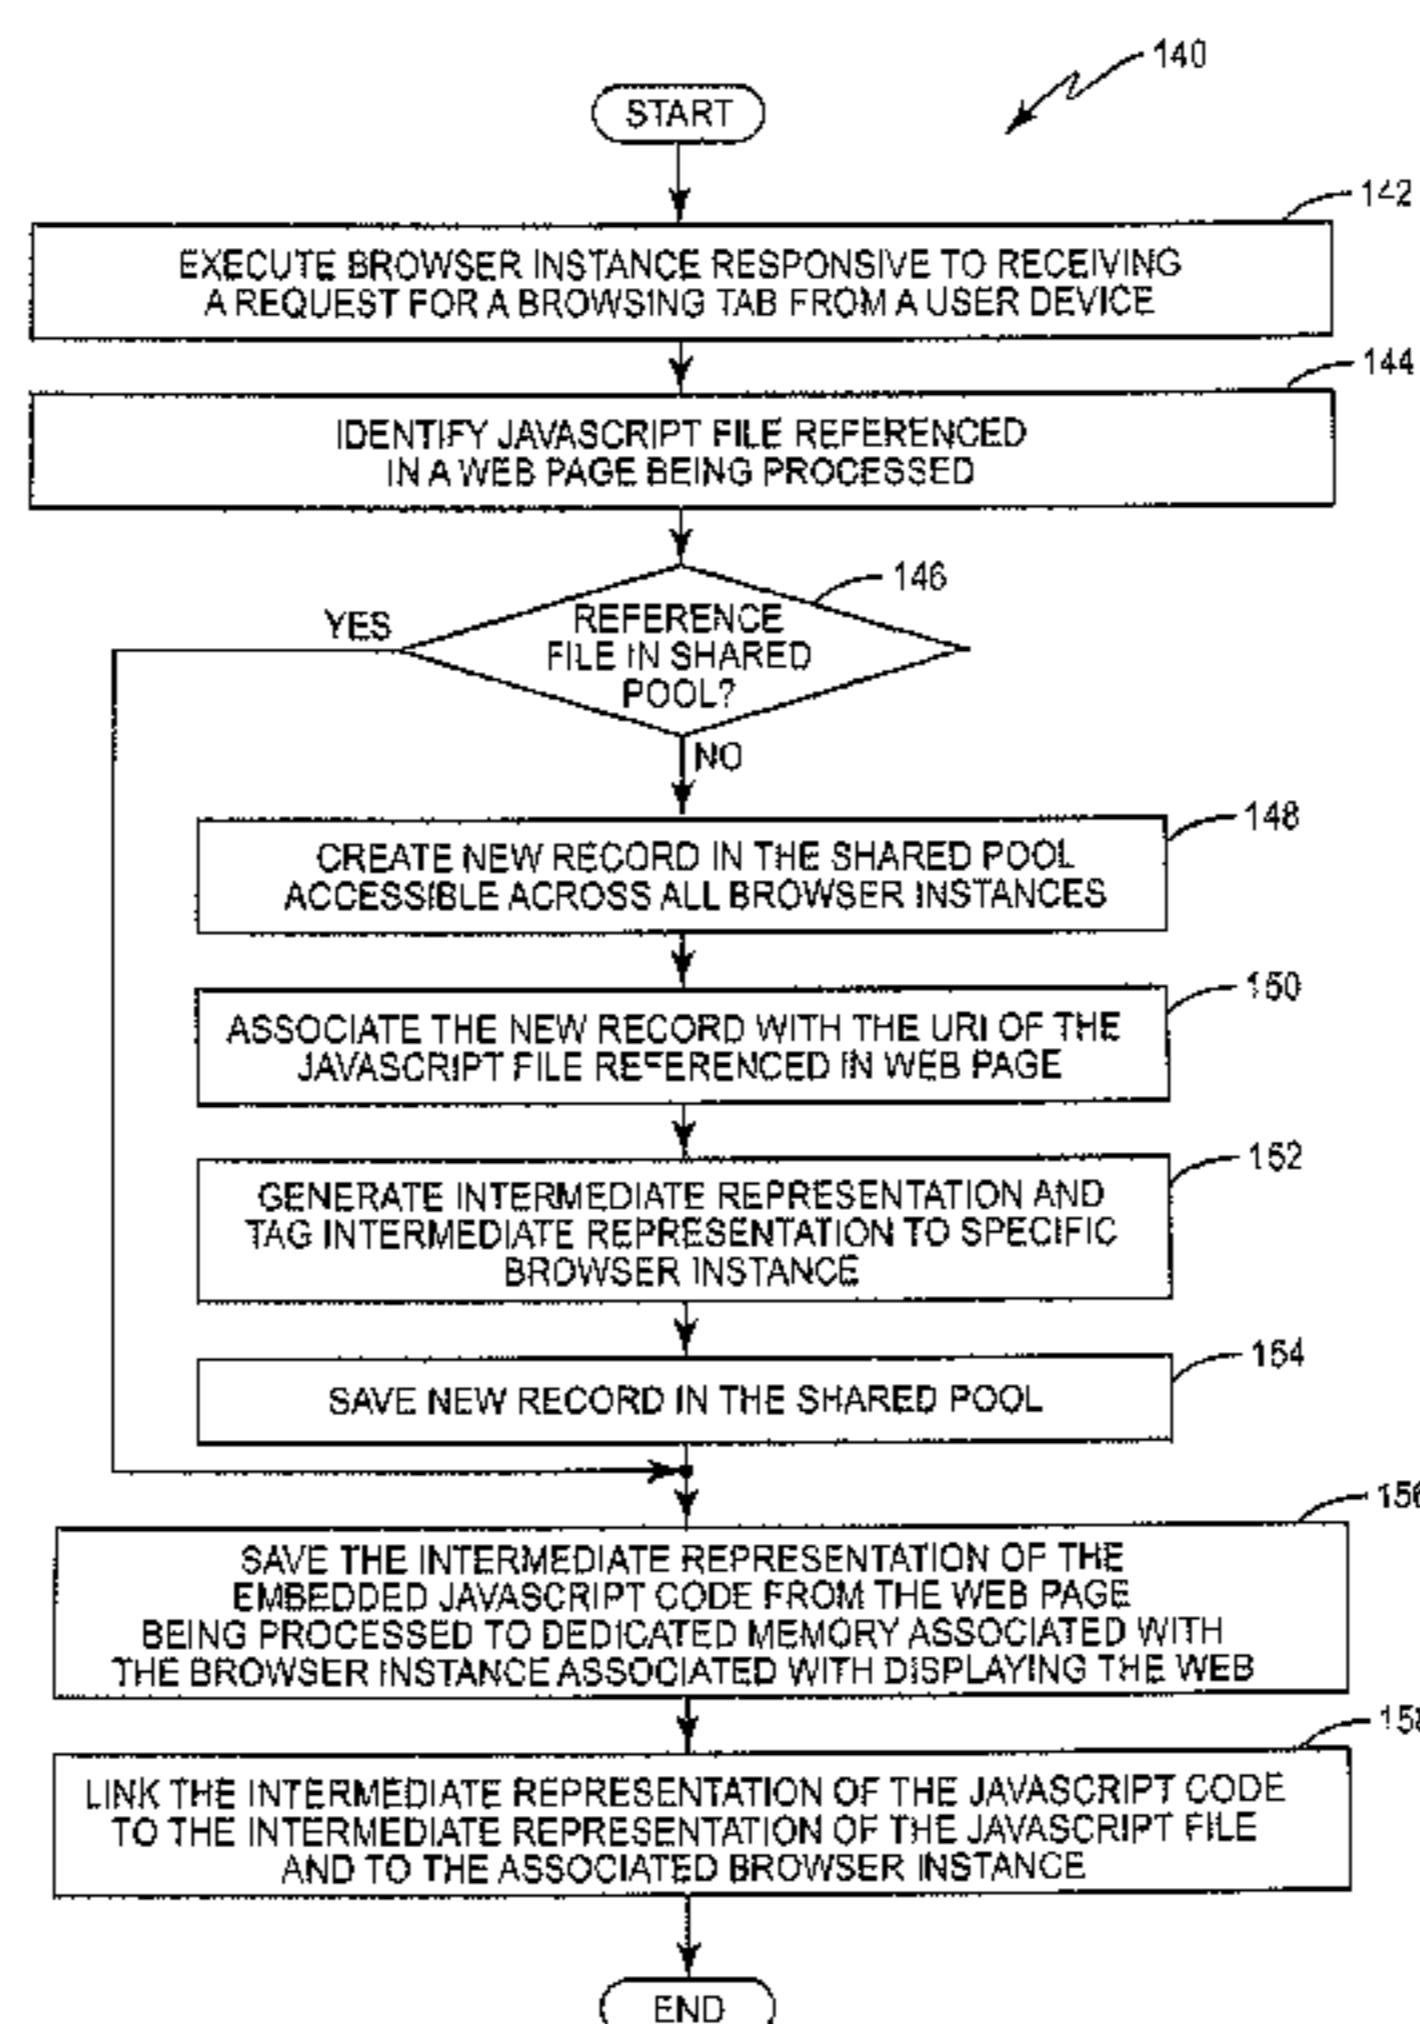 140
START
142
EXECUTE BROWSER INSTANCE RESPONSIVE TO RECEIVING
A REQUEST FOR A BROWSING TAB FROM A USER DEVICE
144
IDENTIFY JAVASCRIPT FILE REFERENCED
IN A WEB PAGE BEING PROCESSED
146
YES
REFERENCE
FILE IN SHARED
POOL?
NO
148
CREATE NEW RECORD IN THE SHARED POOL
ACCESSIBLE ACROSS ALL BROWSER INSTANCES
150
ASSOCIATE THE NEW RECORD WITH THE URI OF THE
JAVASCRIPT FILE REFERENCED IN WEB PAGE
152
GENERATE INTERMEDIATE REPRESENTATION AND
TAG INTERMEDIATE REPRESENTATION TO SPECIFIC
BROWSER INSTANCE
154
SAVE NEW RECORD IN THE SHARED POOL
156
SAVE THE INTERMEDIATE REPRESENTATION OF THE
EMBEDDED JAVASCRIPT CODE FROM THE WEB PAGE
BEING PROCESSED TO DEDICATED MEMORY ASSOCIATED WITH
THE BROWSER INSTANCE ASSOCIATED WITH DISPLAYING THE WEB
158
LINK THE INTERMEDIATE REPRESENTATION OF THE JAVASCRIPT CODE
TO THE INTERMEDIATE REPRESENTATION OF THE JAVASCRIPT FILE
AND TO THE ASSOCIATED BROWSER INSTANCE
END